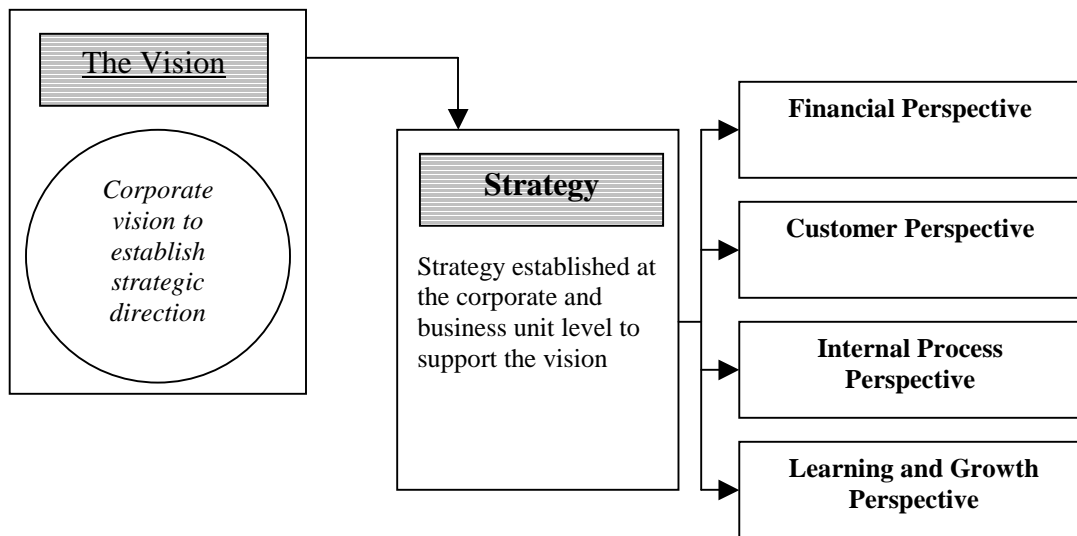 The Vision
Corporate
vision to
establish
strategic
direction
Strategy
Strategy established at
the corporate and
business unit level to
support the vision
Financial Perspective
Customer Perspective
Internal Process
Perspective
Learning and Growth
Perspective